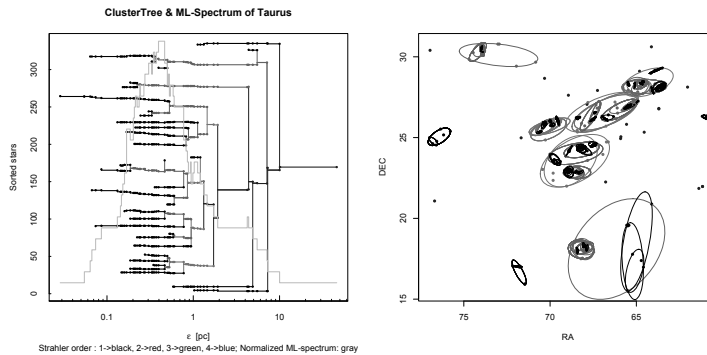 ClusterTree & ML-Spectrum of Taurus
Sorted stars
0 50 100 150 200 250 300
0.1 1 10
ε [pc]
Strahler order : 1->black, 2->red, 3->green, 4->blue; Normalized ML-spectrum: gray
DEC
15 20 25 30
75 70 65
RA